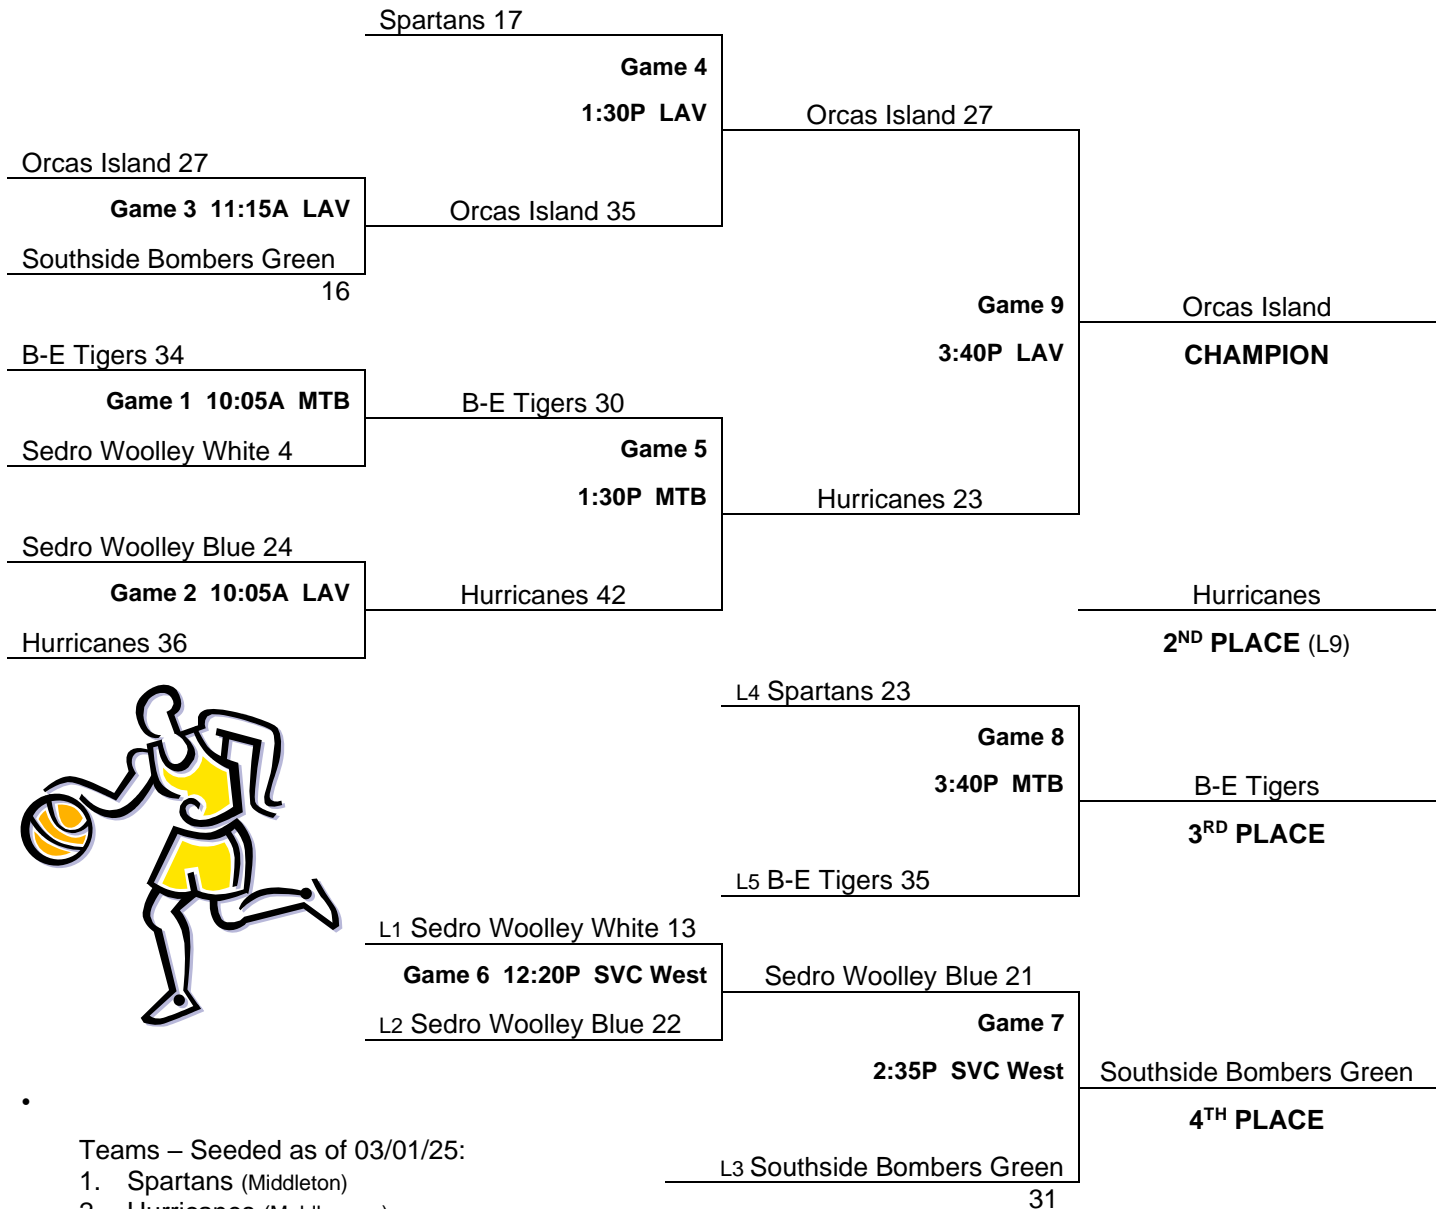 Spartans 17
Game 4
1:30P LAV
Orcas Island 27
Orcas Island 27
Game 3 11:15A LAV
Orcas Island 35
Southside Bombers Green
16
Game 9
Orcas Island
3:40P LAV
CHAMPION
B-E Tigers 34
Game 1 10:05A MTB
B-E Tigers 30
Sedro Woolley White 4
Game 5
1:30P MTB
Hurricanes 23
Sedro Woolley Blue 24
Game 2 10:05A LAV
Hurricanes 42
Hurricanes
Hurricanes 36
2ND PLACE (L9)
L4 Spartans 23
Game 8
3:40P MTB
B-E Tigers
3RD PLACE
L5 B-E Tigers 35
L1 Sedro Woolley White 13
Game 6 12:20P SVC West
Sedro Woolley Blue 21
L2 Sedro Woolley Blue 22
Game 7
2:35P SVC West
Southside Bombers Green
4TH PLACE
•
Teams – Seeded as of 03/01/25:
L3 Southside Bombers Green
31
1. Spartans (Middleton)
2. Hurricanes